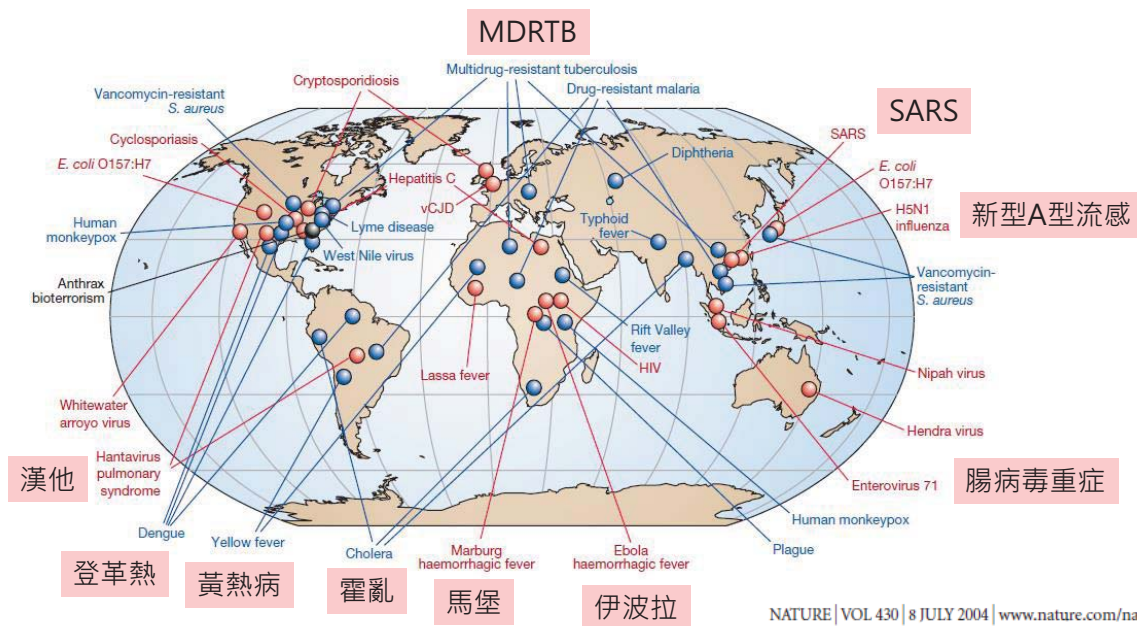 MDRTB
Multidrug-resistant tuberculosis
Cryptosporidiosis
Drug-resistant malaria
Vancomycin-resistant
S. aureus
SARS
SARS
Cyclosporiasis
E. coli O157:H7
Diphtheria
E. coli
O157:H7
Hepatitis C
vCJD
H5N1
influenza
新型A型流感
Human
monkeypox
Lyme disease
Typhoid
fever
West Nile virus
Anthrax
bioterrorism
Vancomycin-
resistant
S. aureus
Rift Valley
fever
HIV
Lassa fever
Nipah virus
Whitewater
arroyo virus
Hendra virus
漢他
Hantavirus
pulmonary
syndrome
Enterovirus 71
腸病毒重症
Dengue
Yellow fever
Cholera
Marburg
haemorrhagic fever
Ebola
haemorrhagic fever
Human monkeypox
Plague
登革熱
黃熱病
霍亂
馬堡
伊波拉
NATURE | VOL 430 | 8 JULY 2004 | www.nature.com/na